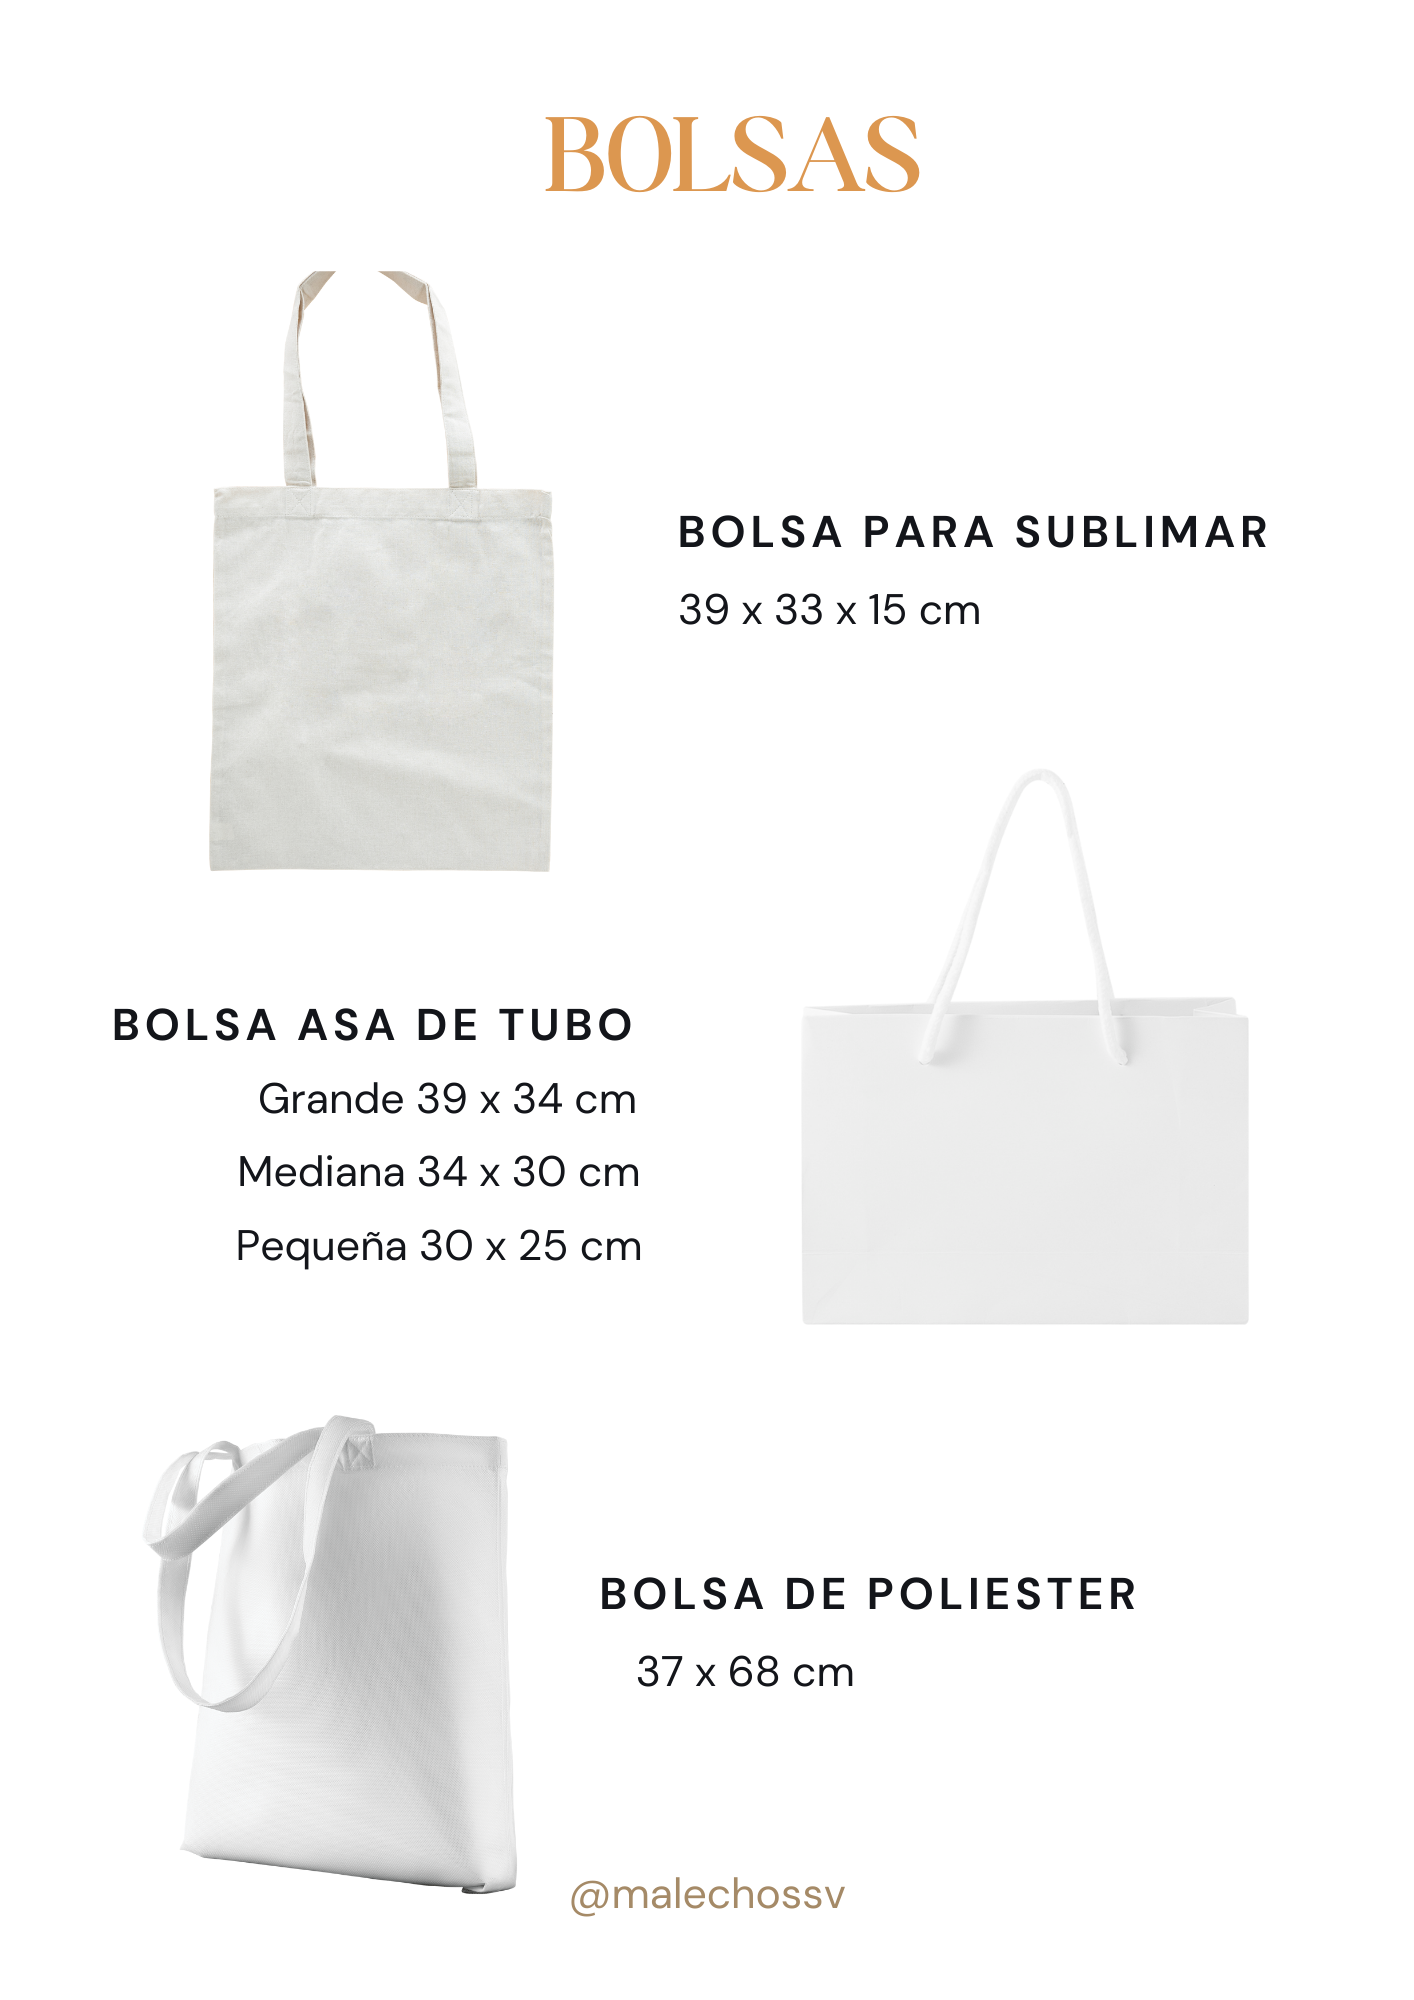 BOLSAS
BOLSA PARA SUBLIMAR
39 x 33 x 15 cm
BOLSA ASA DE TUBO
Grande 39 x 34 cm
Mediana 34 x 30 cm
Pequeña 30 x 25 cm
BOLSA DE POLIESTER
37 x 68 cm
@malechossv